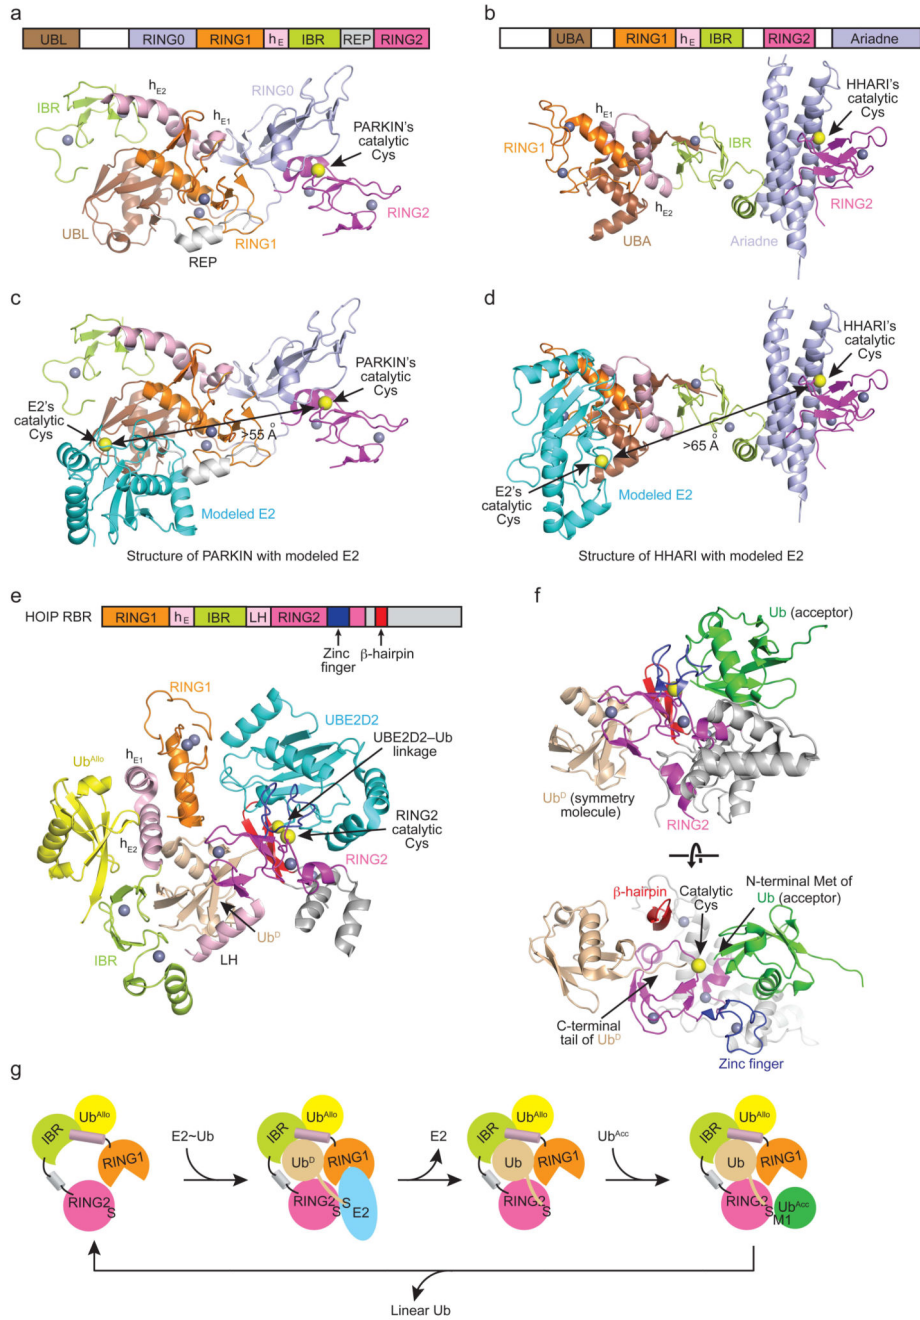 a
UBL RING0 RING1 hE IBR REP RING2
hE2
IBR
RING0
hE1
PARKIN's
catalytic
Cys
UBL
RING1
REP
b
UBA RING1 hE IBR RING2 Ariadne
hE1
RING1
IBR
HHARI's
catalytic
Cys
hE2
UBA
Ariadne
RING2
c
PARKIN's
catalytic
Cys
E2's
catalytic
Cys
>55 Å
Modeled E2
Structure of PARKIN with modeled E2
d
HHARI's
catalytic
Cys
>65 Å
E2's
catalytic
Cys
Modeled E2
Structure of HHARI with modeled E2
e
HOIP RBR RING1 hE IBR LH RING2
Zinc
finger
β-hairpin
RING1
UBE2D2
UBE2D2–Ub
linkage
UbAllo
hE1
RING2
catalytic
Cys
hE2
RING2
UbD
IBR
LH
f
Ub (acceptor)
UbD (symmetry
molecule)
RING2
β-hairpin
Catalytic
Cys
N-terminal Met of
Ub (acceptor)
C-terminal
tail of UbD
Zinc finger
g
IBR UbAllo RING1 RING2 S
E2~Ub
IBR UbAllo UbD RING1 RING2 S S E2
E2
IBR UbAllo Ub RING1 RING2 S
UbAcc
IBR UbAllo Ub RING1 RING2 S M1 UbAcc
Linear Ub